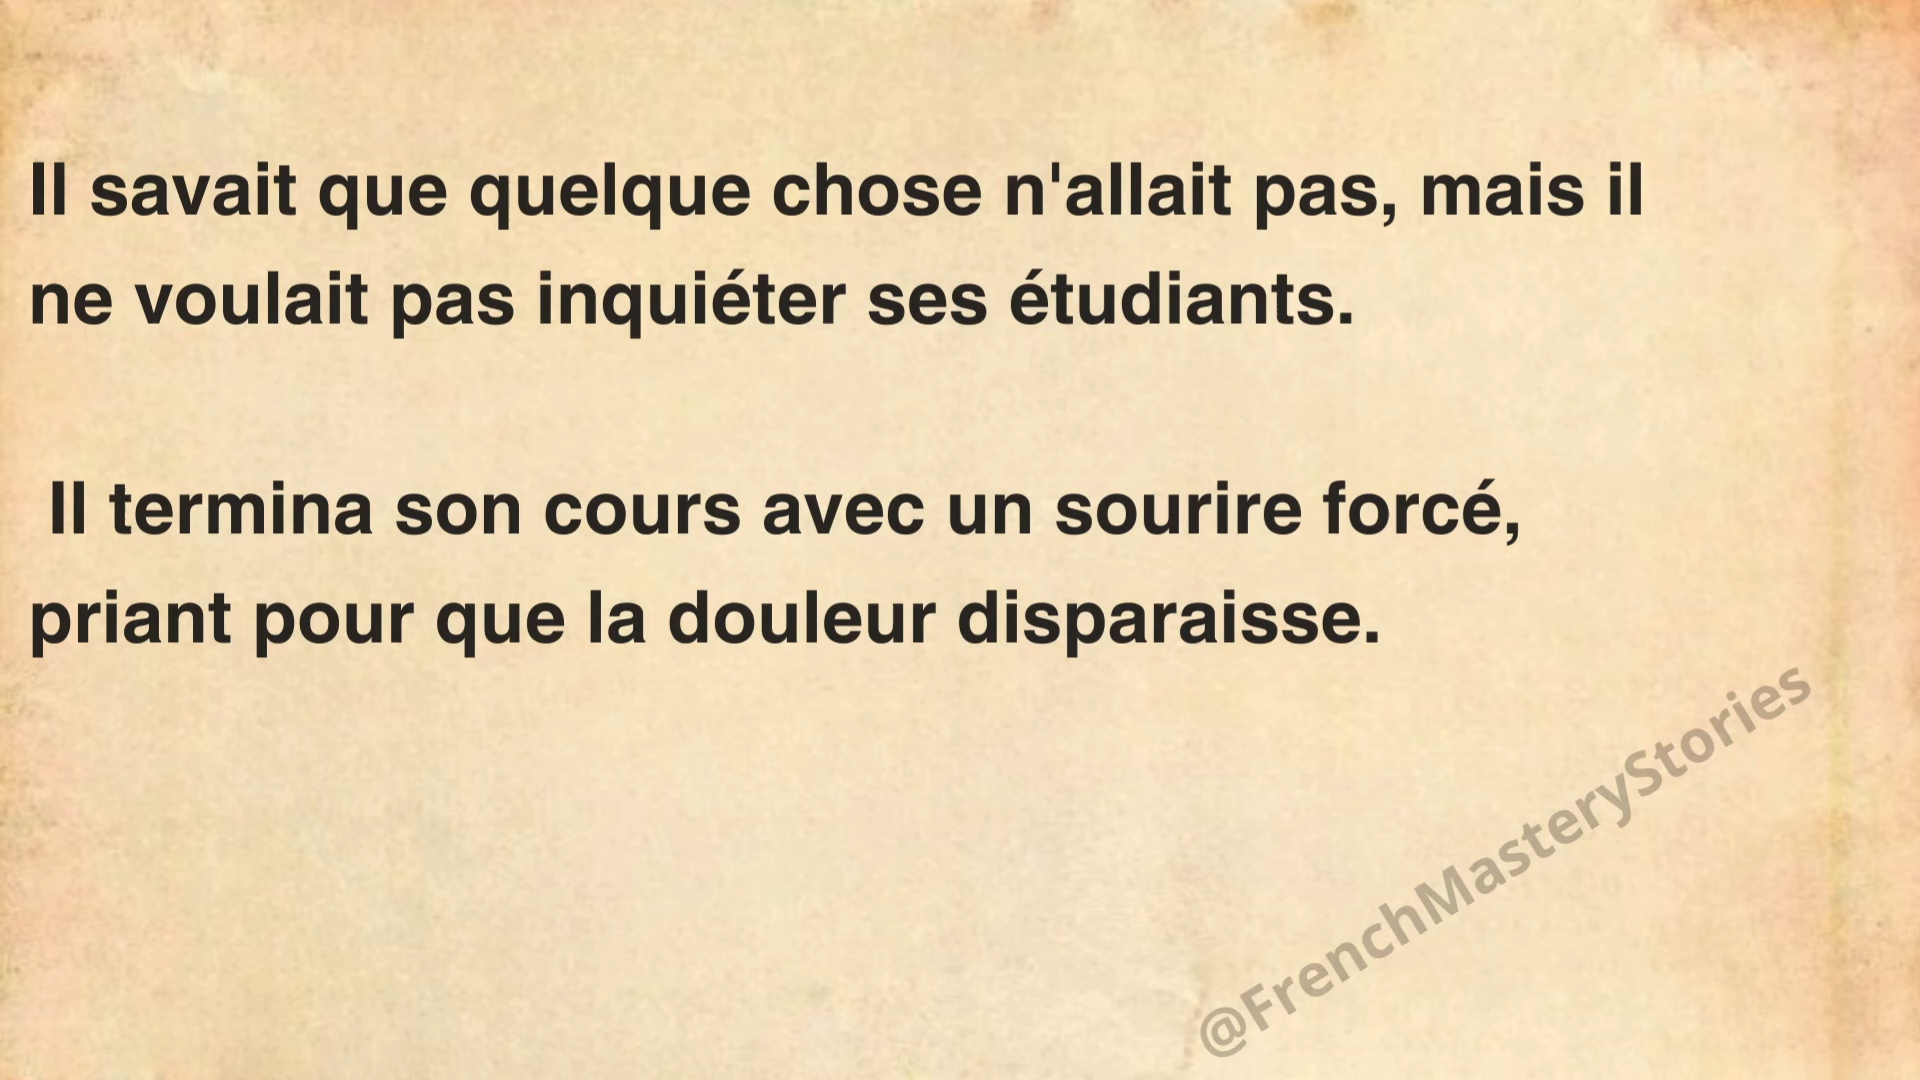 Il savait que quelque chose n'allait pas, mais il
ne voulait pas inquiéter ses étudiants.
Il termina son cours avec un sourire forcé,
priant pour que la douleur disparaisse.
@FrenchMasteryStories